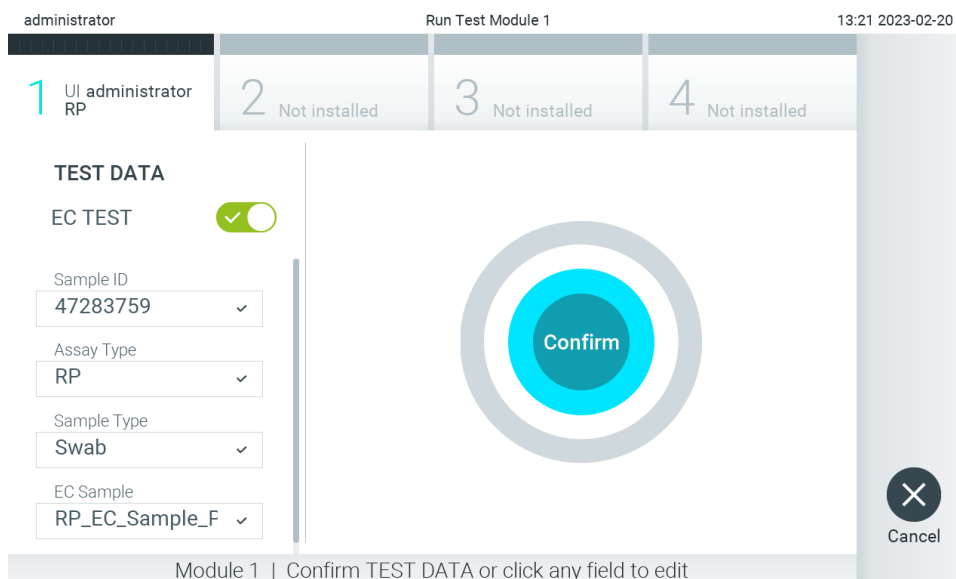 administrator Run Test Module 1 13:21 2023-02-20
1 UI administrator RP
2 Not installed
3 Not installed
4 Not installed
TEST DATA
EC TEST
Sample ID
47283759
Assay Type
RP
Sample Type
Swab
EC Sample
RP_EC_Sample_F
Confirm
Cancel
Module 1 | Confirm TEST DATA or click any field to edit